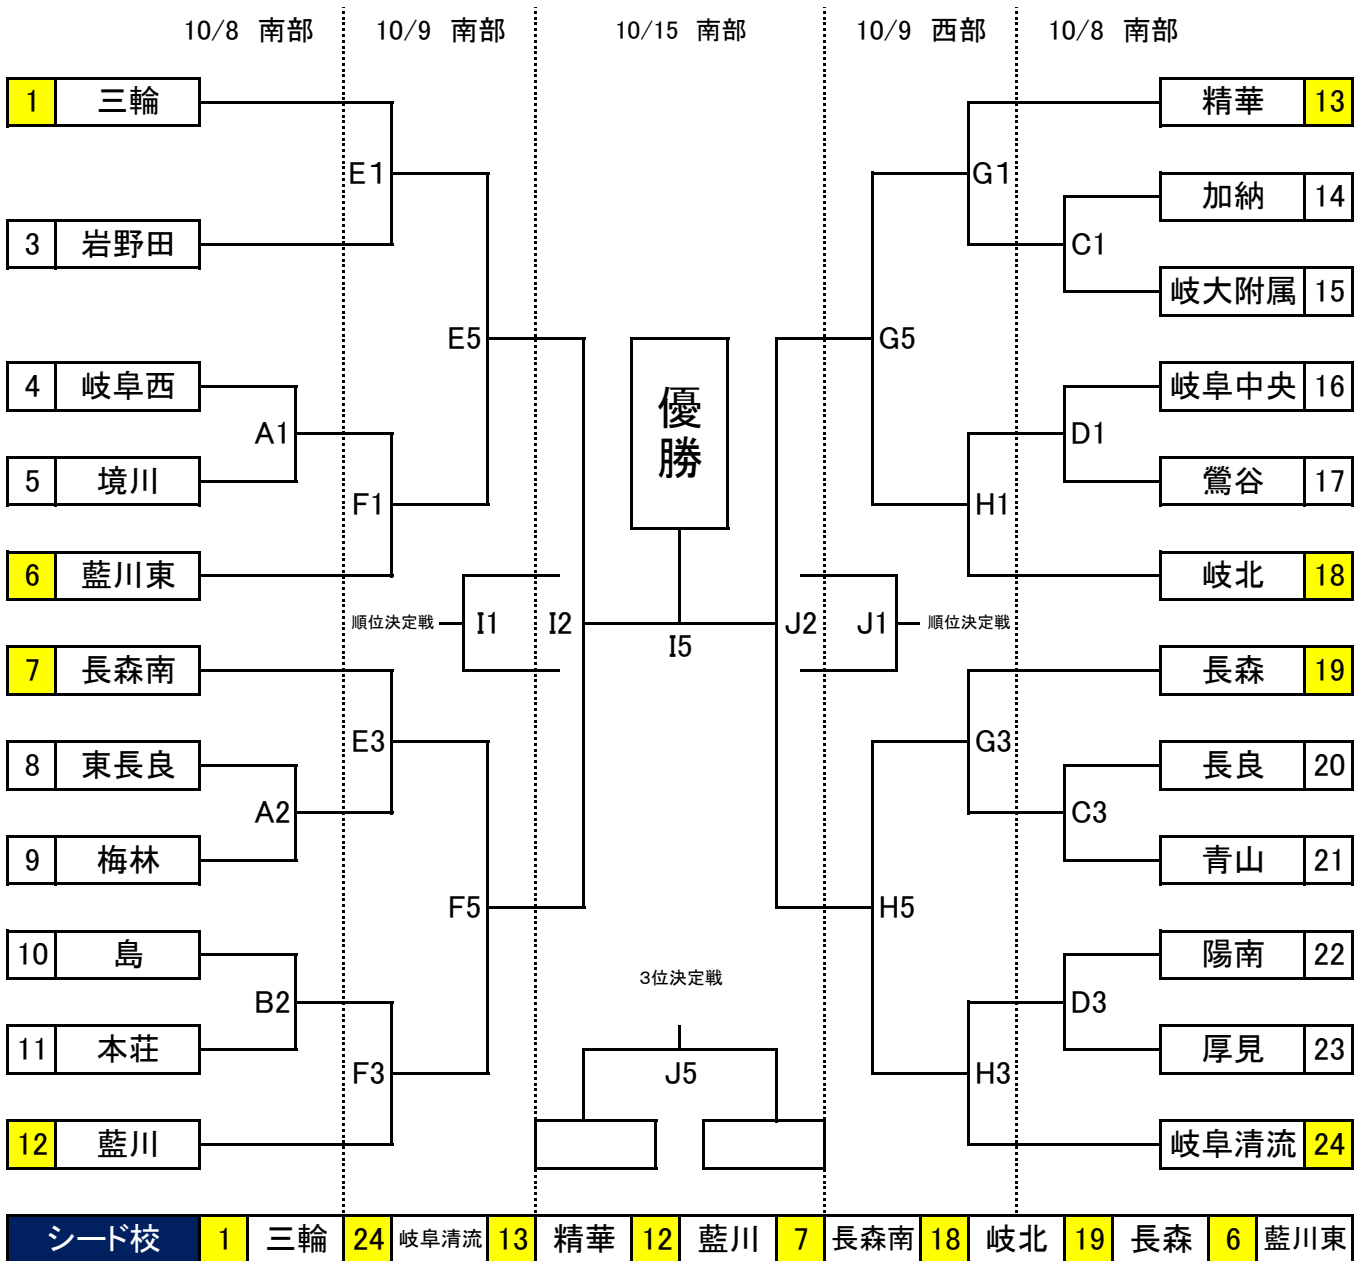 10/8 南部 10/9 南部 10/15 南部 10/9 西部 10/8 南部
1 三輪 精華 13
E1 G1
加納 14
3 岩野田 C1
岐大附属 15
E5 G5
4 岐阜西 岐阜中央 16
優勝
A1 D1
5 境川 鶯谷 17
F1 H1
6 藍川東 岐北 18
順位決定戦 I1 I2 I5 J2 J1 順位決定戦
7 長森南 長森 19
E3 G3
8 東長良 長良 20
A2 C3
9 梅林 青山 21
F5 H5
10 島 陽南 22
3位決定戦
B2 D3
11 本荘 厚見 23
F3 J5 H3
12 藍川 岐阜清流 24
シード校 1 三輪 24 岐阜清流 13 精華 12 藍川 7 長森南 18 岐北 19 長森 6 藍川東